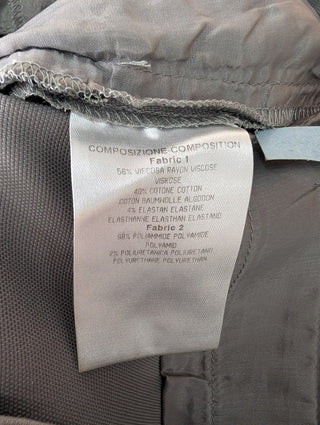 COMPOSIZIONE-COMPOSITION
Fabric 1
56% VISCOSA RAYON VISCOSE
VISKOSE
40% COTONE COTTON
COTON BAUMHOLLE ALGODON
4% ELASTAN ELASTANE
ELASTHANNE ELASTHAN ELASTANO
Fabric 2
98% POLIAMMIDE POLYAMIDE
POLYAMID
2% POLIURETANICA POLIURETANO
POLYURETHANE POLYURETHAN